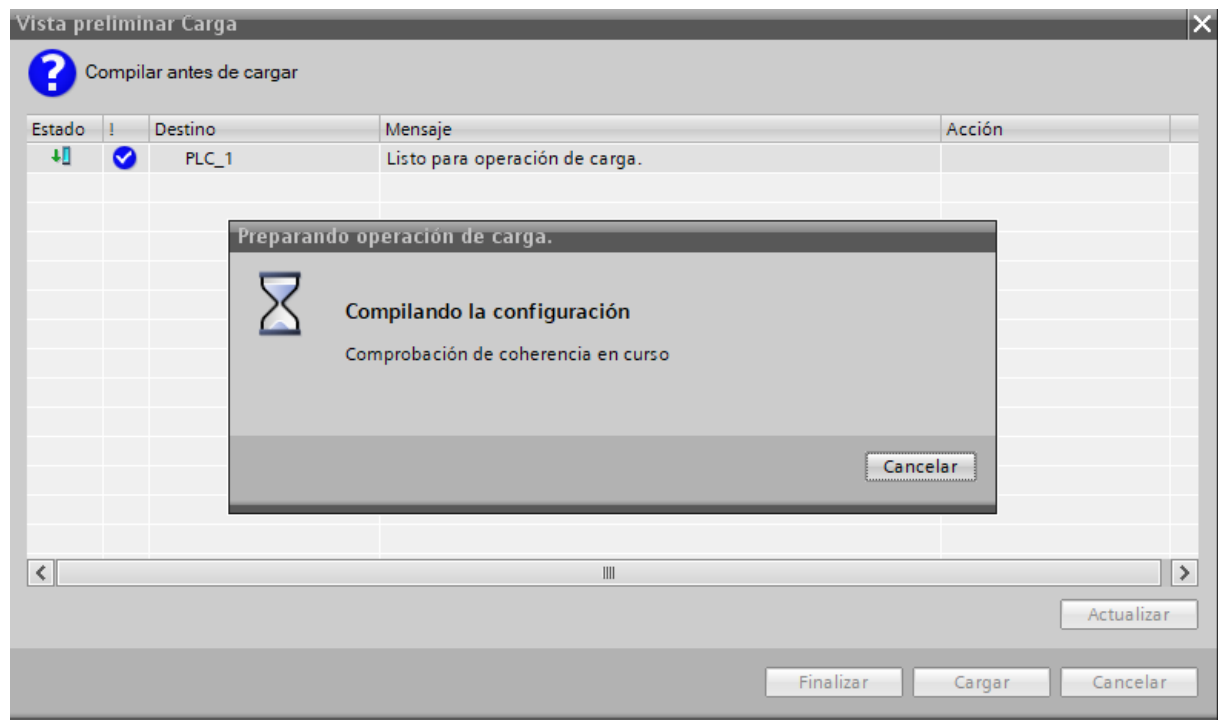 Vista preliminar Carga
Compilar antes de cargar
Estado ! Destino Mensaje Acción
PLC_1 Listo para operación de carga.
Preparando operación de carga.
Compilando la configuración
Comprobación de coherencia en curso
Cancelar
Actualizar
Finalizar Cargar Cancelar